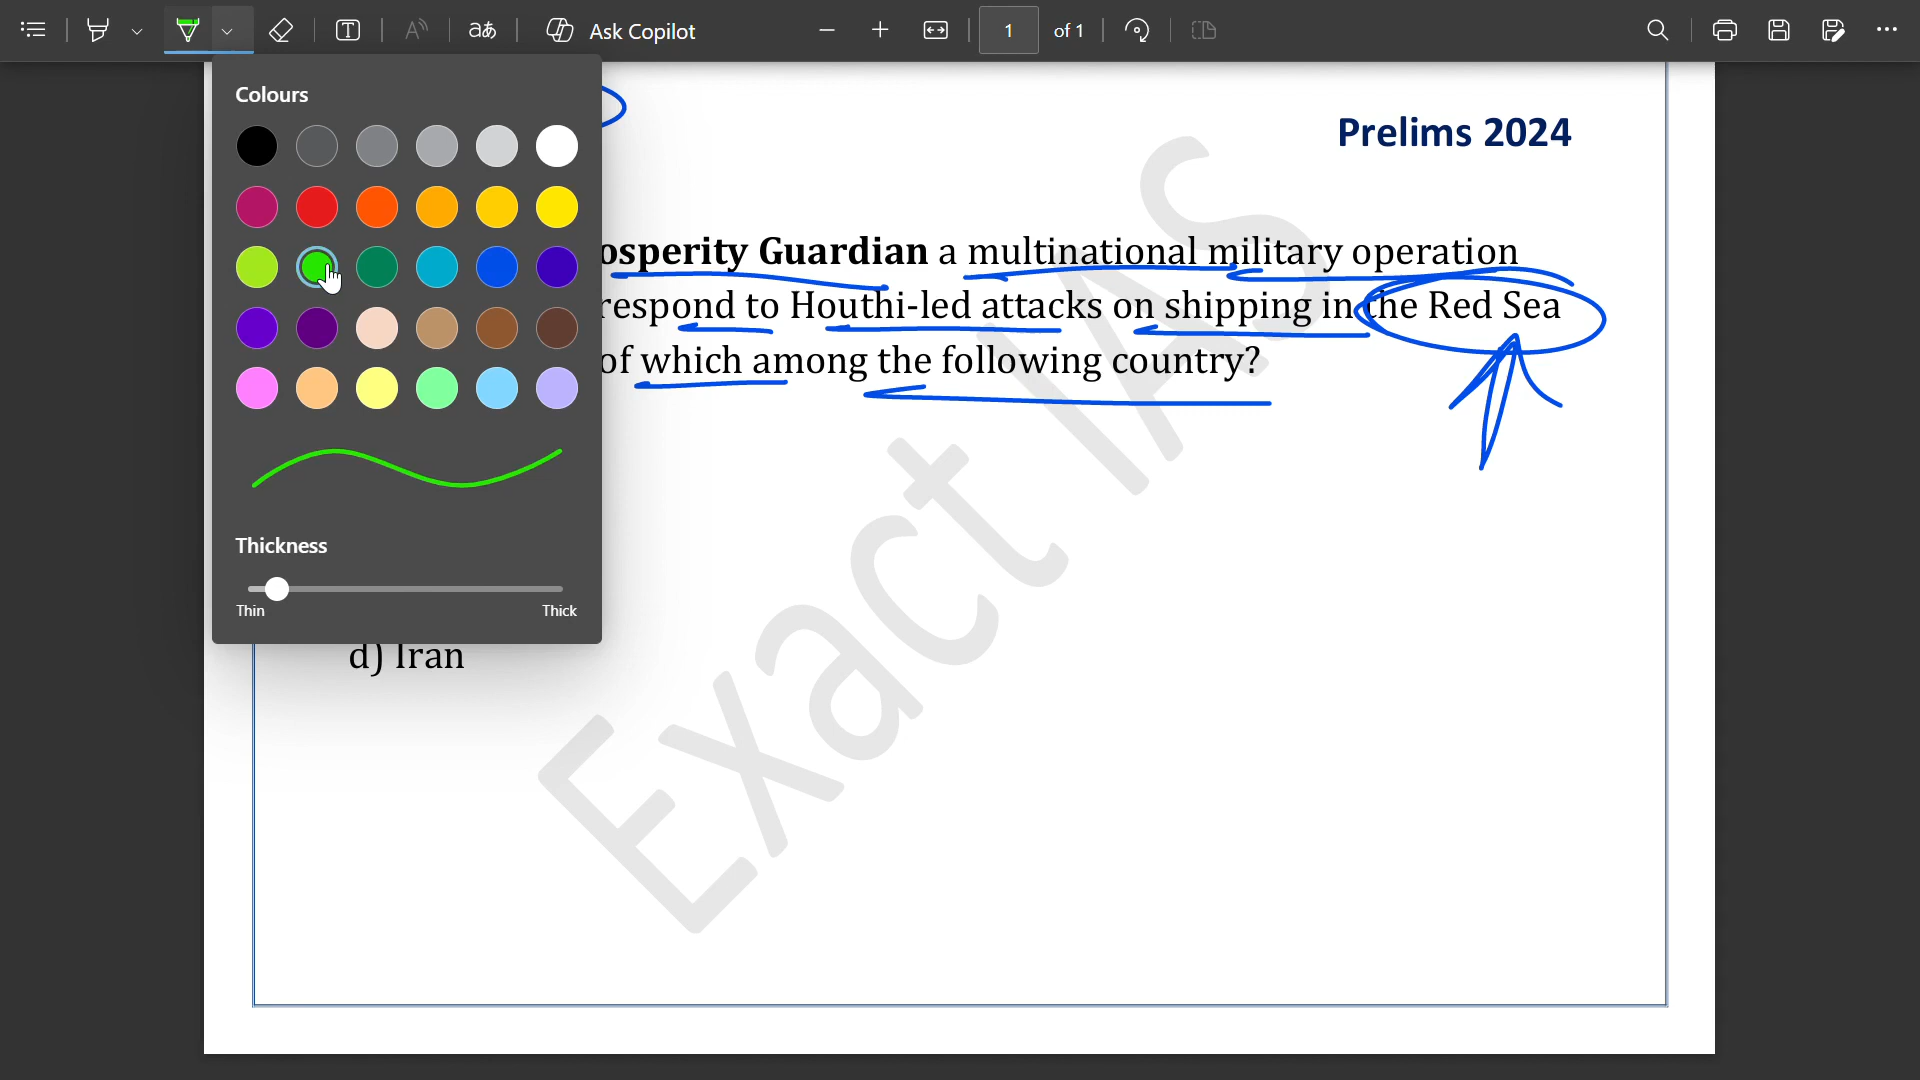 Ask Copilot
1 of 1
Colours
Prelims 2024
osperity Guardian a multinational military operation
respond to Houthi-led attacks on shipping in the Red Sea
of which among the following country?
Thickness
Thin Thick
d) Iran
Exact IAS